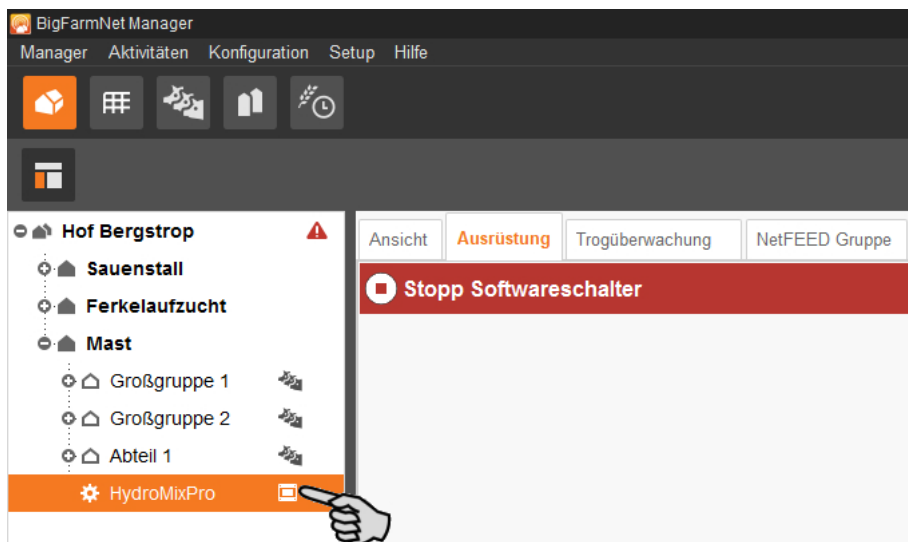 BigFarmNet Manager
Manager Aktivitäten Konfiguration Setup Hilfe
Hof Bergstrop
Sauenstall
Ferkelaufzucht
Mast
Großgruppe 1
Großgruppe 2
Abteil 1
HydroMixPro
Ansicht Ausrüstung Trogüberwachung NetFEED Gruppe
Stopp Softwareschalter